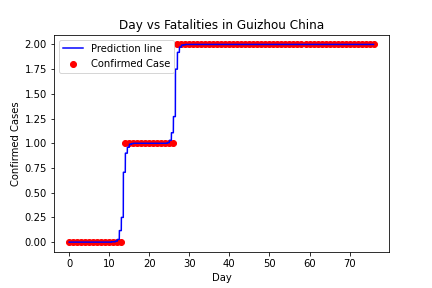 Day vs Fatalities in Guizhou China
Prediction line
Confirmed Case
Confirmed Cases
2.00
1.75
1.50
1.25
1.00
0.75
0.50
0.25
0.00
0 10 20 30 40 50 60 70
Day